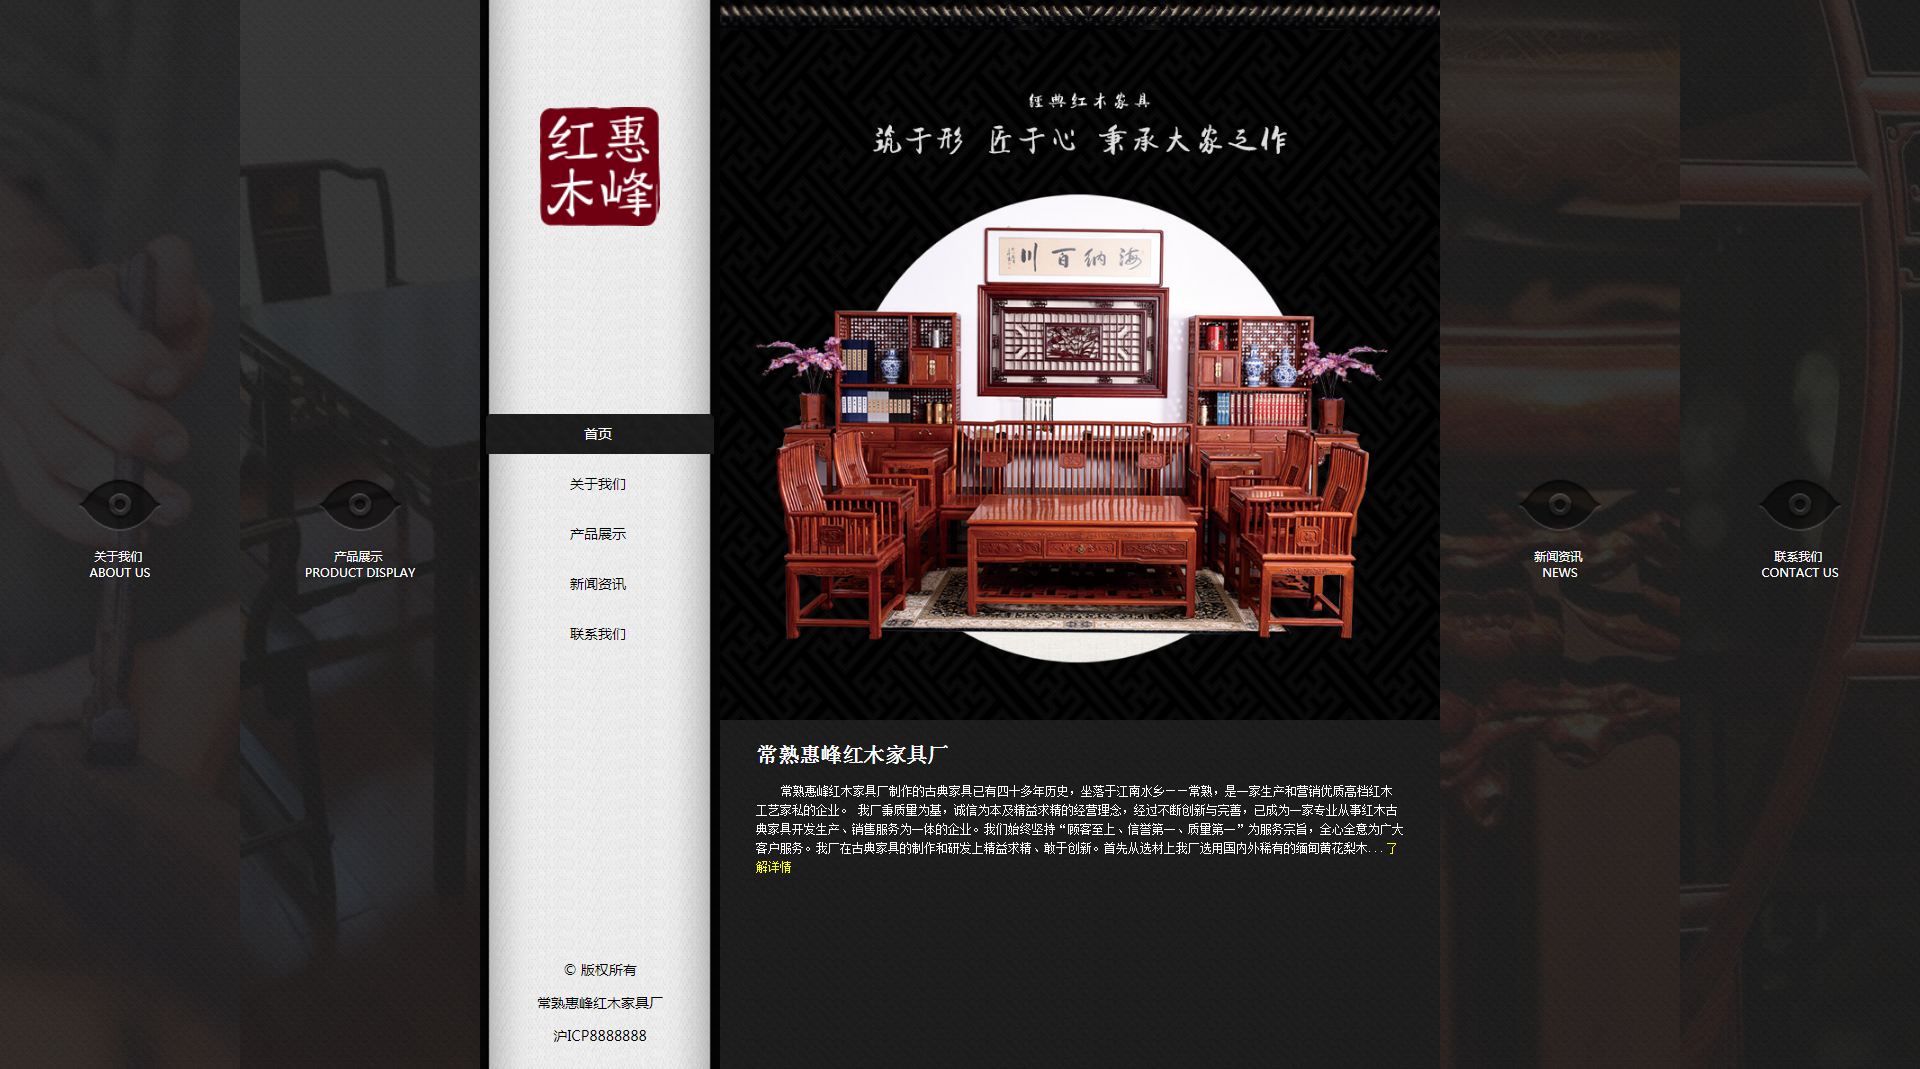 关于我们
ABOUT US
产品展示
PRODUCT DISPLAY
红惠
木峰
首页
关于我们
产品展示
新闻资讯
联系我们
© 版权所有
常熟惠峰红木家具厂
沪ICP8888888
经典红木家具
筑于形 匠于心 秉承大家之作
川百纳海
常熟惠峰红木家具厂
常熟惠峰红木家具厂制作的古典家具已有四十多年历史，坐落于江南水乡——常熟，是一家生产和营销优质高档红木
工艺家私的企业。 我厂秉质量为基，诚信为本及精益求精的经营理念，经过不断创新与完善，已成为一家专业从事红木古
典家具开发生产、销售服务为一体的企业。我们始终坚持“顾客至上、信誉第一、质量第一”为服务宗旨，全心全意为广大
客户服务。我厂在古典家具的制作和研发上精益求精、敢于创新。首先从选材上我厂选用国内外稀有的缅甸黄花梨木...了
解详情
新闻资讯
NEWS
联系我们
CONTACT US